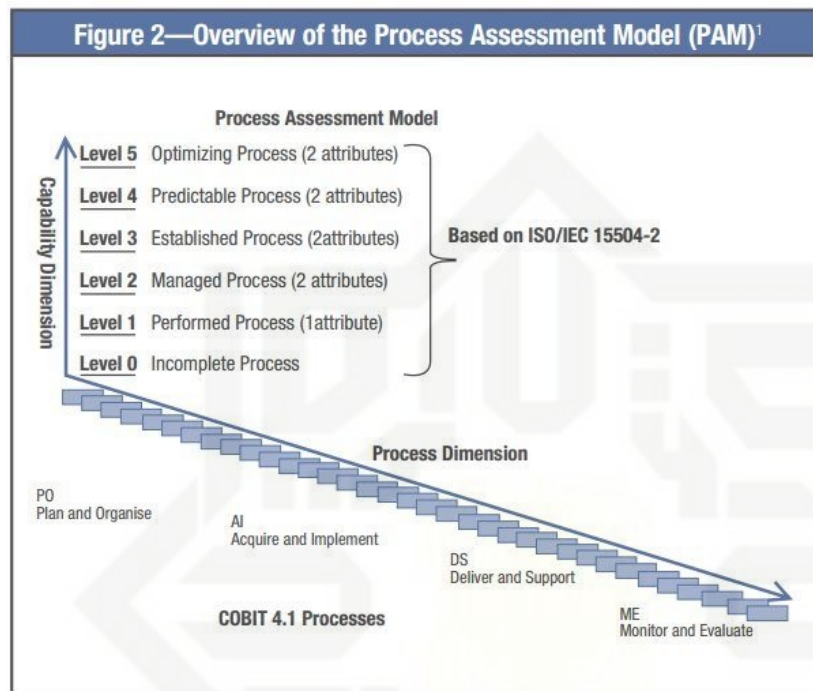 Figure 2—Overview of the Process Assessment Model (PAM)¹
Process Assessment Model
Capability Dimension
Level 5 Optimizing Process (2 attributes)
Level 4 Predictable Process (2 attributes)
Level 3 Established Process (2attributes)
Level 2 Managed Process (2 attributes)
Level 1 Performed Process (1attribute)
Level 0 Incomplete Process
Based on ISO/IEC 15504-2
Process Dimension
PO
Plan and Organise
AI
Acquire and Implement
DS
Deliver and Support
ME
Monitor and Evaluate
COBIT 4.1 Processes